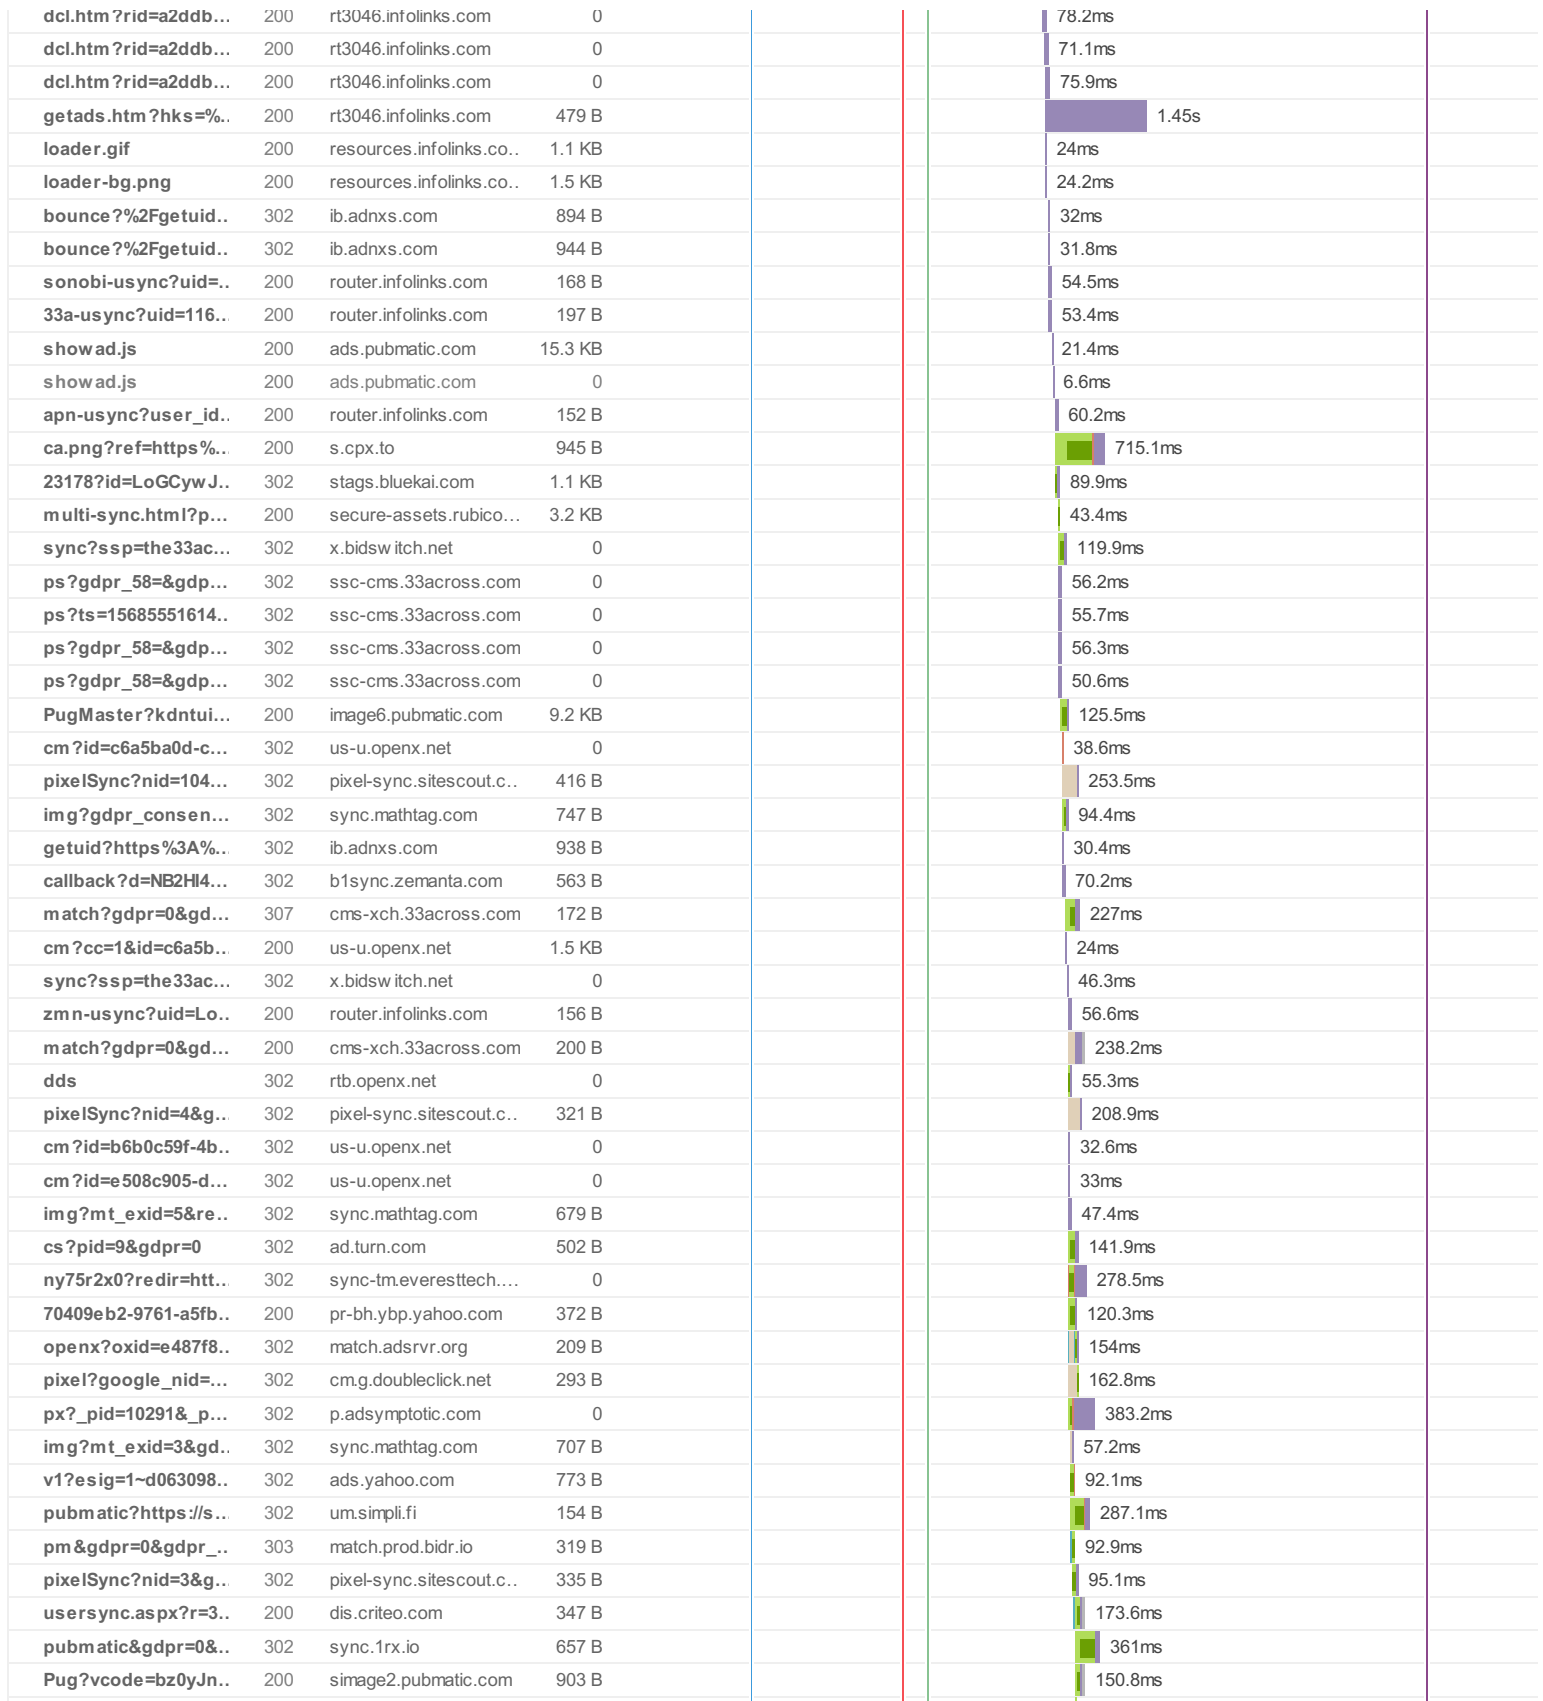 dcl.htm?rid=a2ddb... 200 rt3046.infolinks.com 0 78.2ms
dcl.htm?rid=a2ddb... 200 rt3046.infolinks.com 0 71.1ms
dcl.htm?rid=a2ddb... 200 rt3046.infolinks.com 0 75.9ms
getads.htm?hks=%.. 200 rt3046.infolinks.com 479 B 1.45s
loader.gif 200 resources.infolinks.co.. 1.1 KB 24ms
loader-bg.png 200 resources.infolinks.co.. 1.5 KB 24.2ms
bounce?%2Fgetuid.. 302 ib.adnxs.com 894 B 32ms
bounce?%2Fgetuid.. 302 ib.adnxs.com 944 B 31.8ms
sonobi-usync?uid=.. 200 router.infolinks.com 168 B 54.5ms
33a-usync?uid=116.. 200 router.infolinks.com 197 B 53.4ms
showad.js 200 ads.pubmatic.com 15.3 KB 21.4ms
showad.js 200 ads.pubmatic.com 0 6.6ms
apn-usync?user_id.. 200 router.infolinks.com 152 B 60.2ms
ca.png?ref=https%.. 200 s.cpx.to 945 B 715.1ms
23178?id=LoGCywJ.. 302 stags.bluekai.com 1.1 KB 89.9ms
multi-sync.html?p... 200 secure-assets.rubico... 3.2 KB 43.4ms
sync?ssp=the33ac... 302 x.bidswitch.net 0 119.9ms
ps?gdpr_58=&gdp... 302 ssc-cms.33across.com 0 56.2ms
ps?ts=15685551614.. 302 ssc-cms.33across.com 0 55.7ms
ps?gdpr_58=&gdp... 302 ssc-cms.33across.com 0 56.3ms
ps?gdpr_58=&gdp... 302 ssc-cms.33across.com 0 50.6ms
PugMaster?kdntui... 200 image6.pubmatic.com 9.2 KB 125.5ms
cm?id=c6a5ba0d-c... 302 us-u.openx.net 0 38.6ms
pixelSync?nid=104... 302 pixel-sync.sitescout.c.. 416 B 253.5ms
img?gdpr_consen... 302 sync.mathtag.com 747 B 94.4ms
getuid?https%3A%.. 302 ib.adnxs.com 938 B 30.4ms
callback?d=NB2HI4... 302 b1sync.zemanta.com 563 B 70.2ms
match?gdpr=0&gd... 307 cms-xch.33across.com 172 B 227ms
cm?cc=1&id=c6a5b.. 200 us-u.openx.net 1.5 KB 24ms
sync?ssp=the33ac... 302 x.bidswitch.net 0 46.3ms
zmn-usync?uid=Lo.. 200 router.infolinks.com 156 B 56.6ms
match?gdpr=0&gd... 200 cms-xch.33across.com 200 B 238.2ms
dds 302 rtb.openx.net 0 55.3ms
pixelSync?nid=4&g.. 302 pixel-sync.sitescout.c.. 321 B 208.9ms
cm?id=b6b0c59f-4b.. 302 us-u.openx.net 0 32.6ms
cm?id=e508c905-d... 302 us-u.openx.net 0 33ms
img?mt_exid=5&re.. 302 sync.mathtag.com 679 B 47.4ms
cs?pid=9&gdpr=0 302 ad.turn.com 502 B 141.9ms
ny75r2x0?redir=htt.. 302 sync-tm.everesttech.... 0 278.5ms
70409eb2-9761-a5fb.. 200 pr-bh.ybp.yahoo.com 372 B 120.3ms
openx?oxid=e487f8.. 302 match.adsrvr.org 209 B 154ms
pixel?google_nid=... 302 cm.g.doubleclick.net 293 B 162.8ms
px?_pid=10291&_p... 302 p.adsymptotic.com 0 383.2ms
img?mt_exid=3&gd.. 302 sync.mathtag.com 707 B 57.2ms
v1?esig=1~d063098.. 302 ads.yahoo.com 773 B 92.1ms
pubmatic?https://s.. 302 um.simpli.fi 154 B 287.1ms
pm&gdpr=0&gdpr_.. 303 match.prod.bidr.io 319 B 92.9ms
pixelSync?nid=3&g.. 302 pixel-sync.sitescout.c.. 335 B 95.1ms
usersync.aspx?r=3.. 200 dis.criteo.com 347 B 173.6ms
pubmatic&gdpr=0&.. 302 sync.1rx.io 657 B 361ms
Pug?vcode=bz0yJn.. 200 simage2.pubmatic.com 903 B 150.8ms